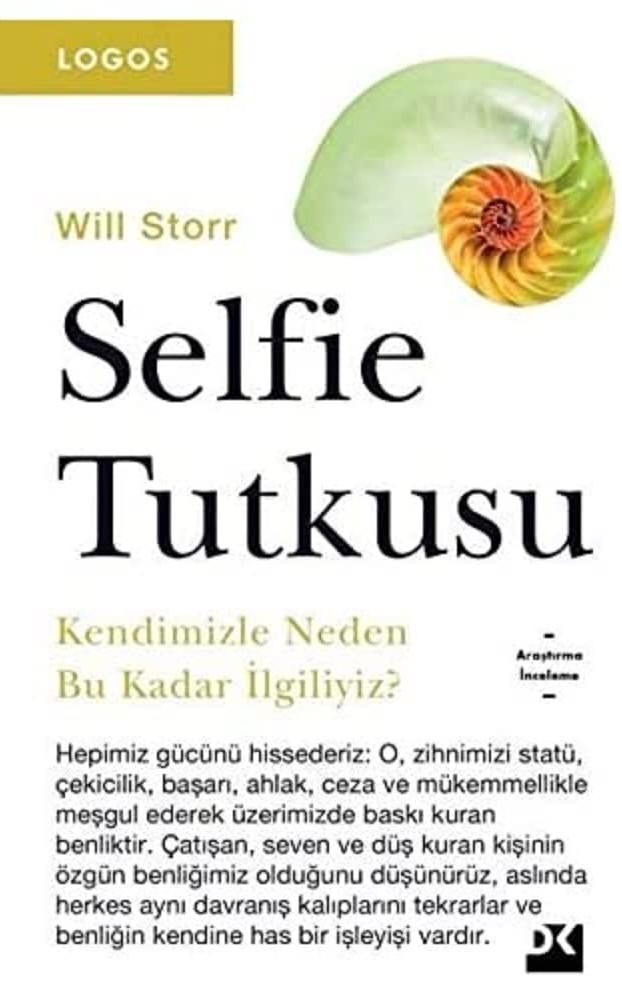 LOGOS
Will Storr
Selfie
Tutkusu
Kendimizle Neden
Bu Kadar İlgiliyiz?
Araştırma
İnceleme
Hepimiz gücünü hissederiz: O, zihnimizi statü,
çekicilik, başarı, ahlak, ceza ve mükemmellikle
meşgul ederek üzerimizde baskı kuran
benliktir. Çatışan, seven ve düş kuran kişinin
özgün benliğimiz olduğunu düşünürüz, aslında
herkes aynı davranış kalıplarını tekrarlar ve
benliğin kendine has bir işleyişi vardır.
DK